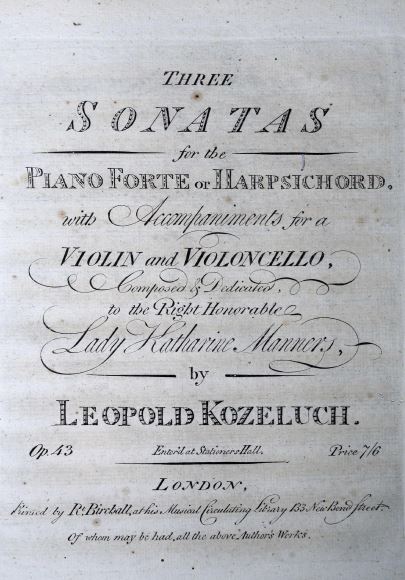 THREE
SONATAS
for the
PIANO FORTE or HARPSICHORD,
with Accompaniments for a
VIOLIN and VIOLONCELLO,
Composed & Dedicated,
to the Right Honorable
Lady Katharine Manners,
by
LEOPOLD KOZELUCH.
Op. 43 Enter'd at Stationers Hall. Price 7/6
LONDON,
Printed by Rt. Birchall, at his Musical Circulating Library 133 New Bond Street
Of whom may be had, all the above Author's Works.